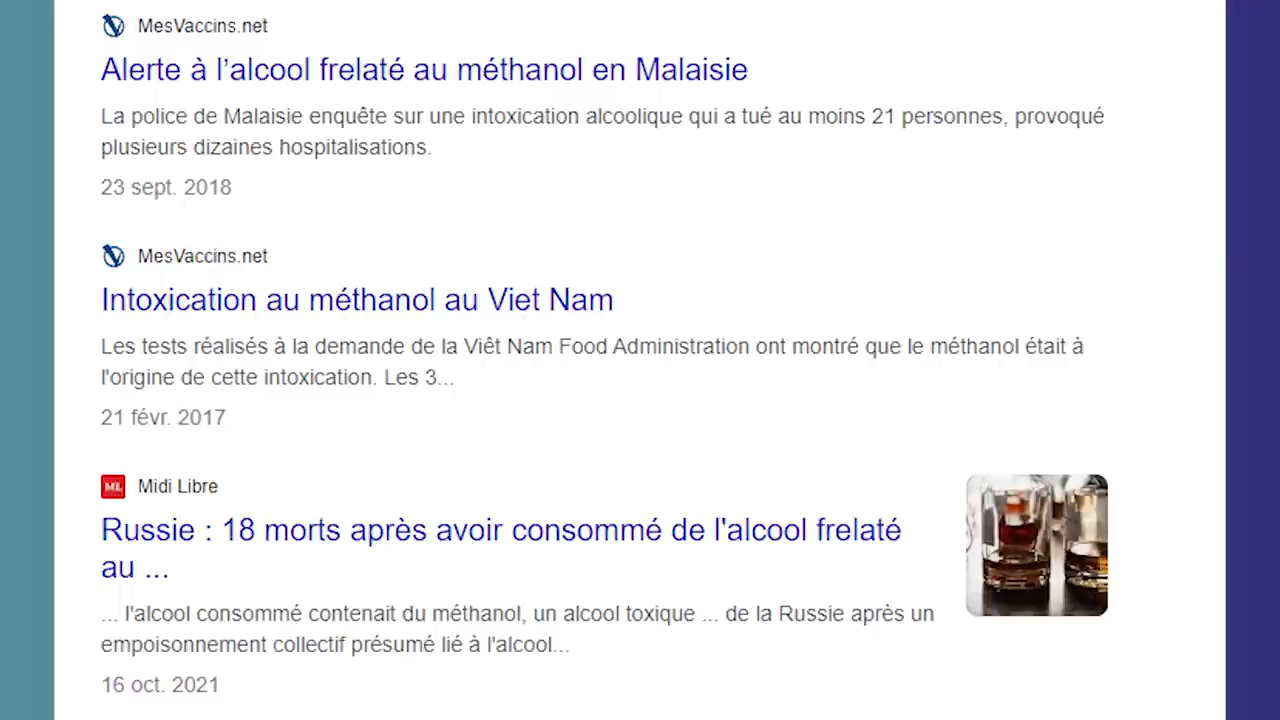 MesVaccins.net
Alerte à l’alcool frelaté au méthanol en Malaisie
La police de Malaisie enquête sur une intoxication alcoolique qui a tué au moins 21 personnes, provoqué
plusieurs dizaines hospitalisations.
23 sept. 2018
MesVaccins.net
Intoxication au méthanol au Viet Nam
Les tests réalisés à la demande de la Viêt Nam Food Administration ont montré que le méthanol était à
l'origine de cette intoxication. Les 3...
21 févr. 2017
ML Midi Libre
Russie : 18 morts après avoir consommé de l'alcool frelaté
au ...
... l'alcool consommé contenait du méthanol, un alcool toxique ... de la Russie après un
empoisonnement collectif présumé lié à l'alcool...
16 oct. 2021